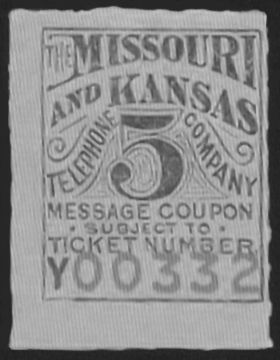 THE MISSOURI
AND KANSAS
TELEPHONE COMPANY
5
MESSAGE COUPON
· SUBJECT TO ·
TICKET NUMBER
Y00332